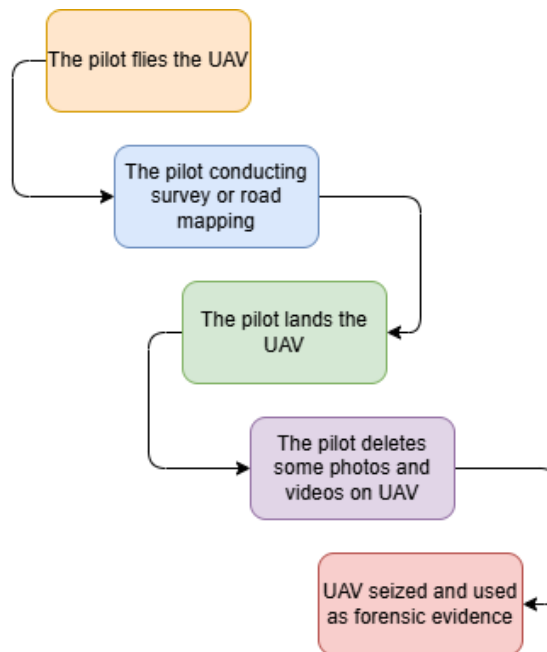 The pilot flies the UAV
The pilot conducting
survey or road
mapping
The pilot lands the
UAV
The pilot deletes
some photos and
videos on UAV
UAV seized and used
as forensic evidence